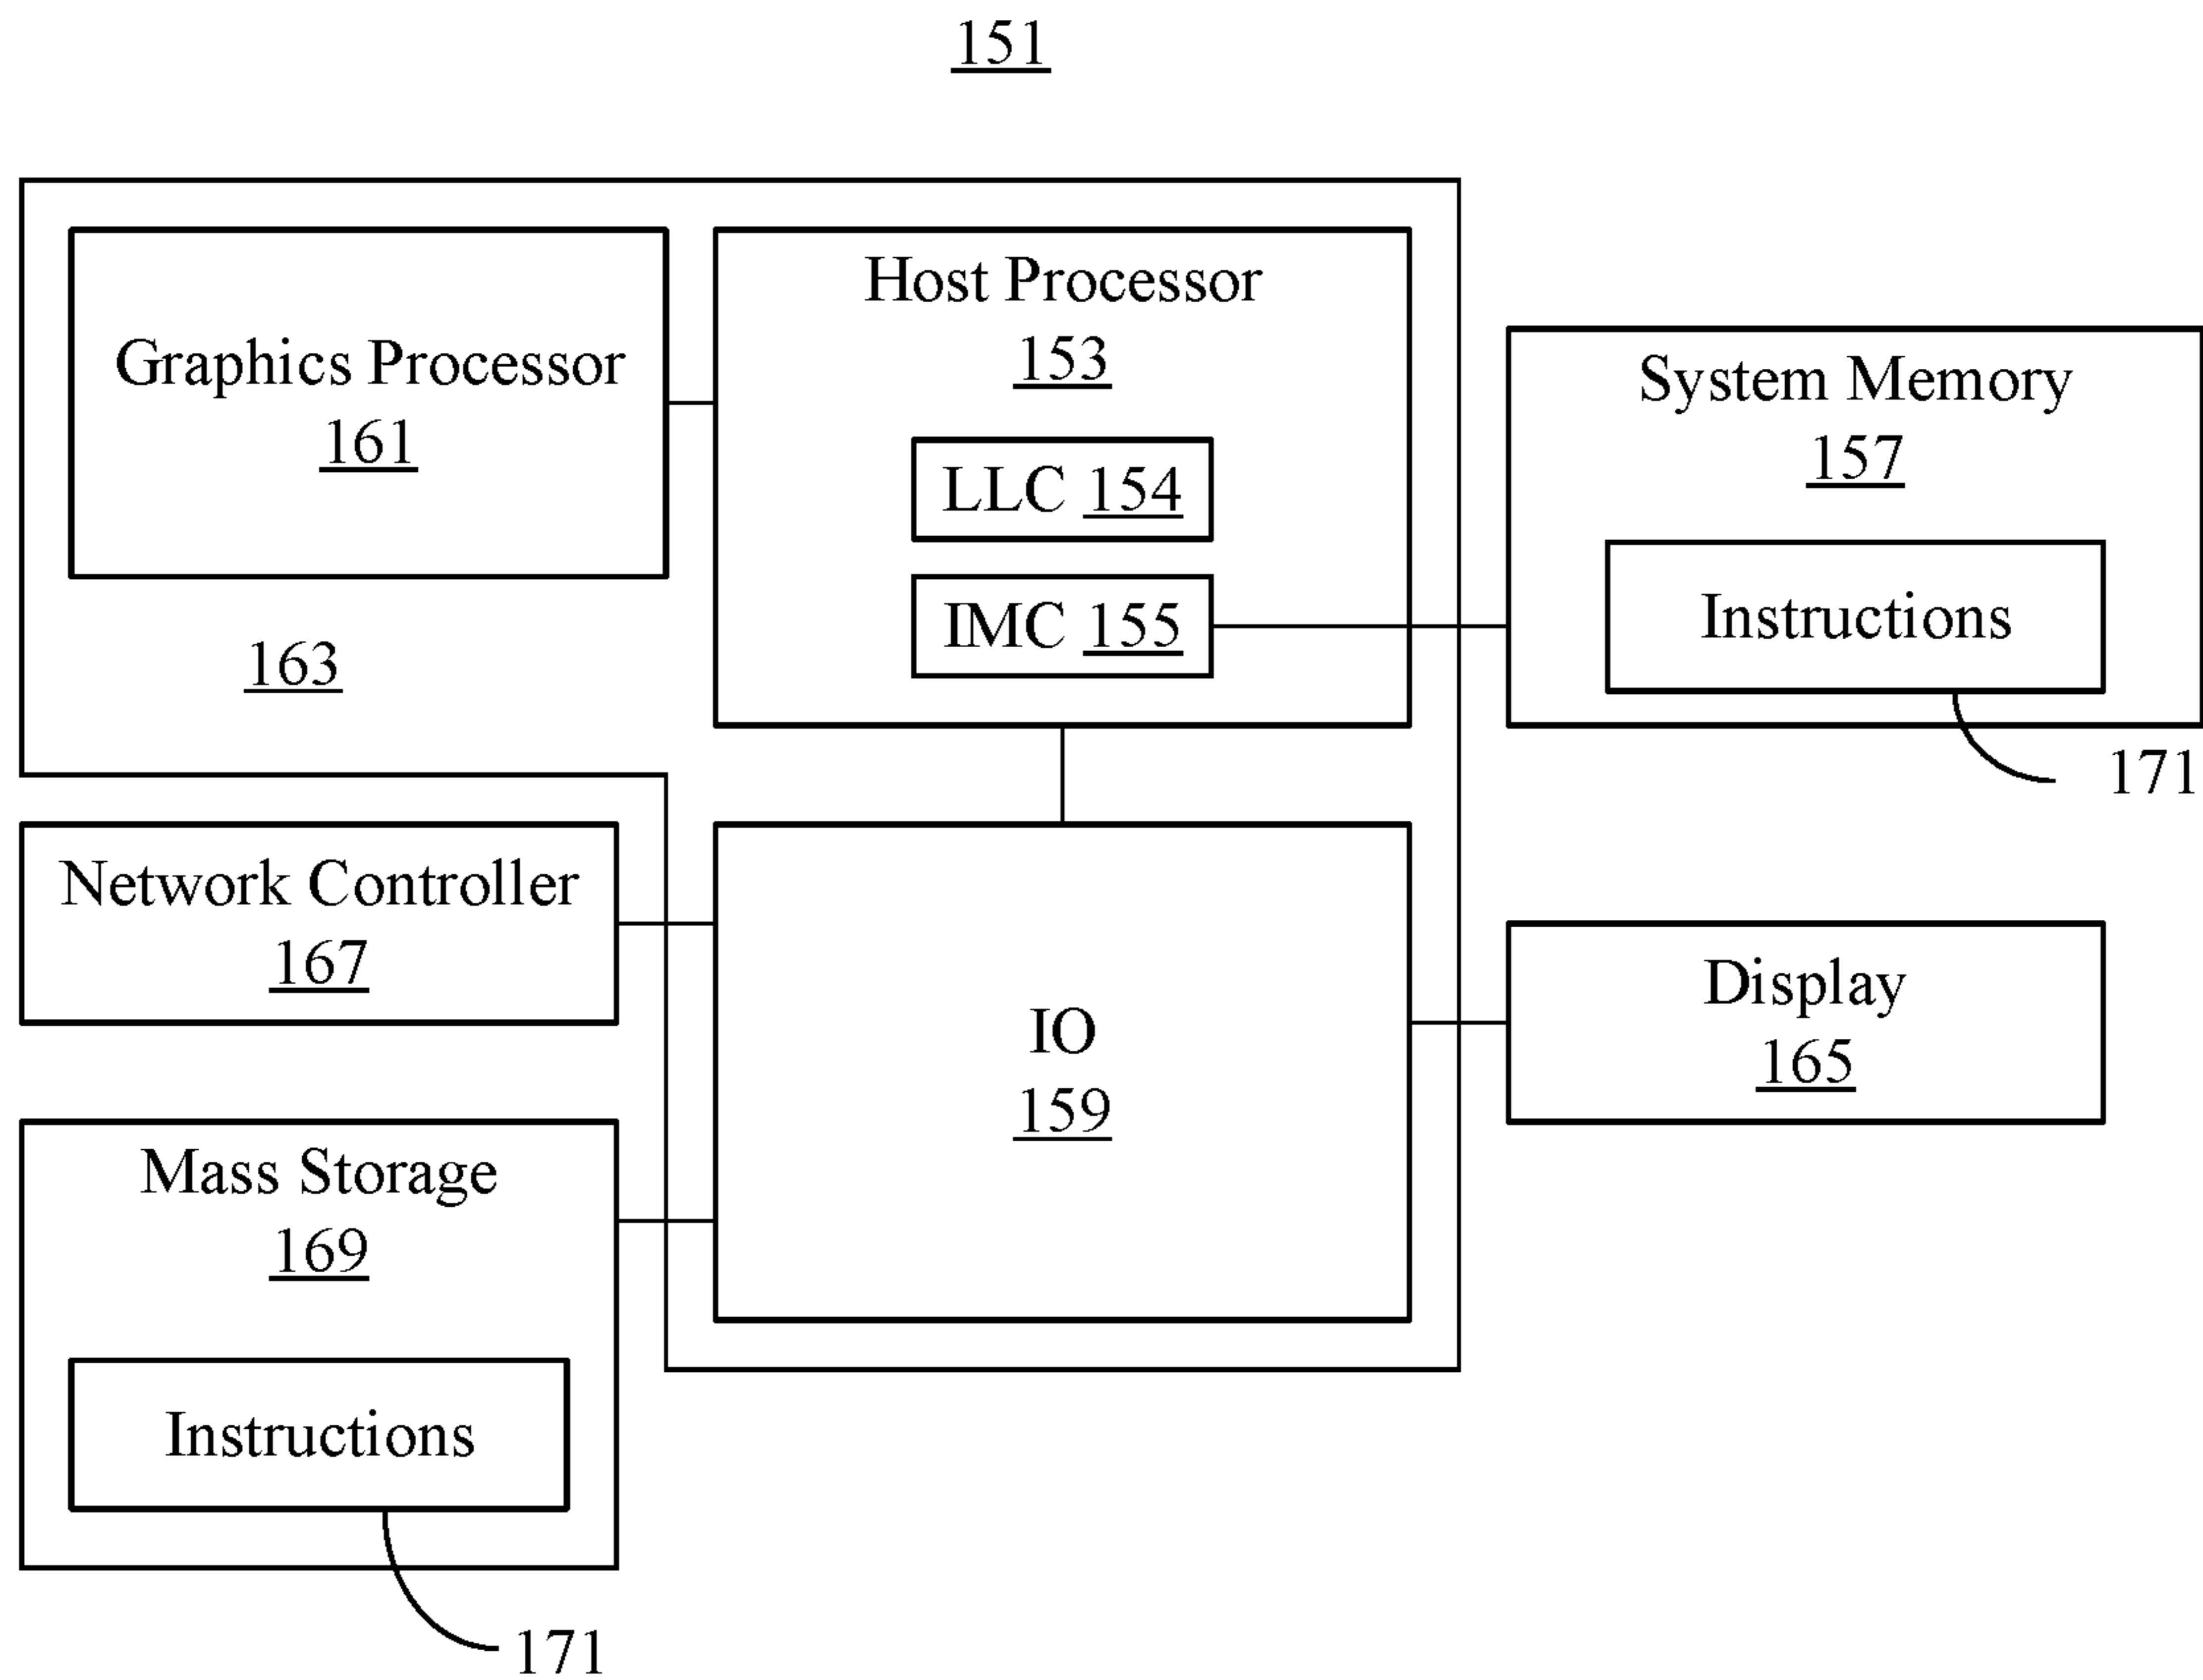 151
Graphics Processor
161
Host Processor
153
LLC 154
IMC 155
163
System Memory
157
Instructions
171
Network Controller
167
IO
159
Display
165
Mass Storage
169
Instructions
171